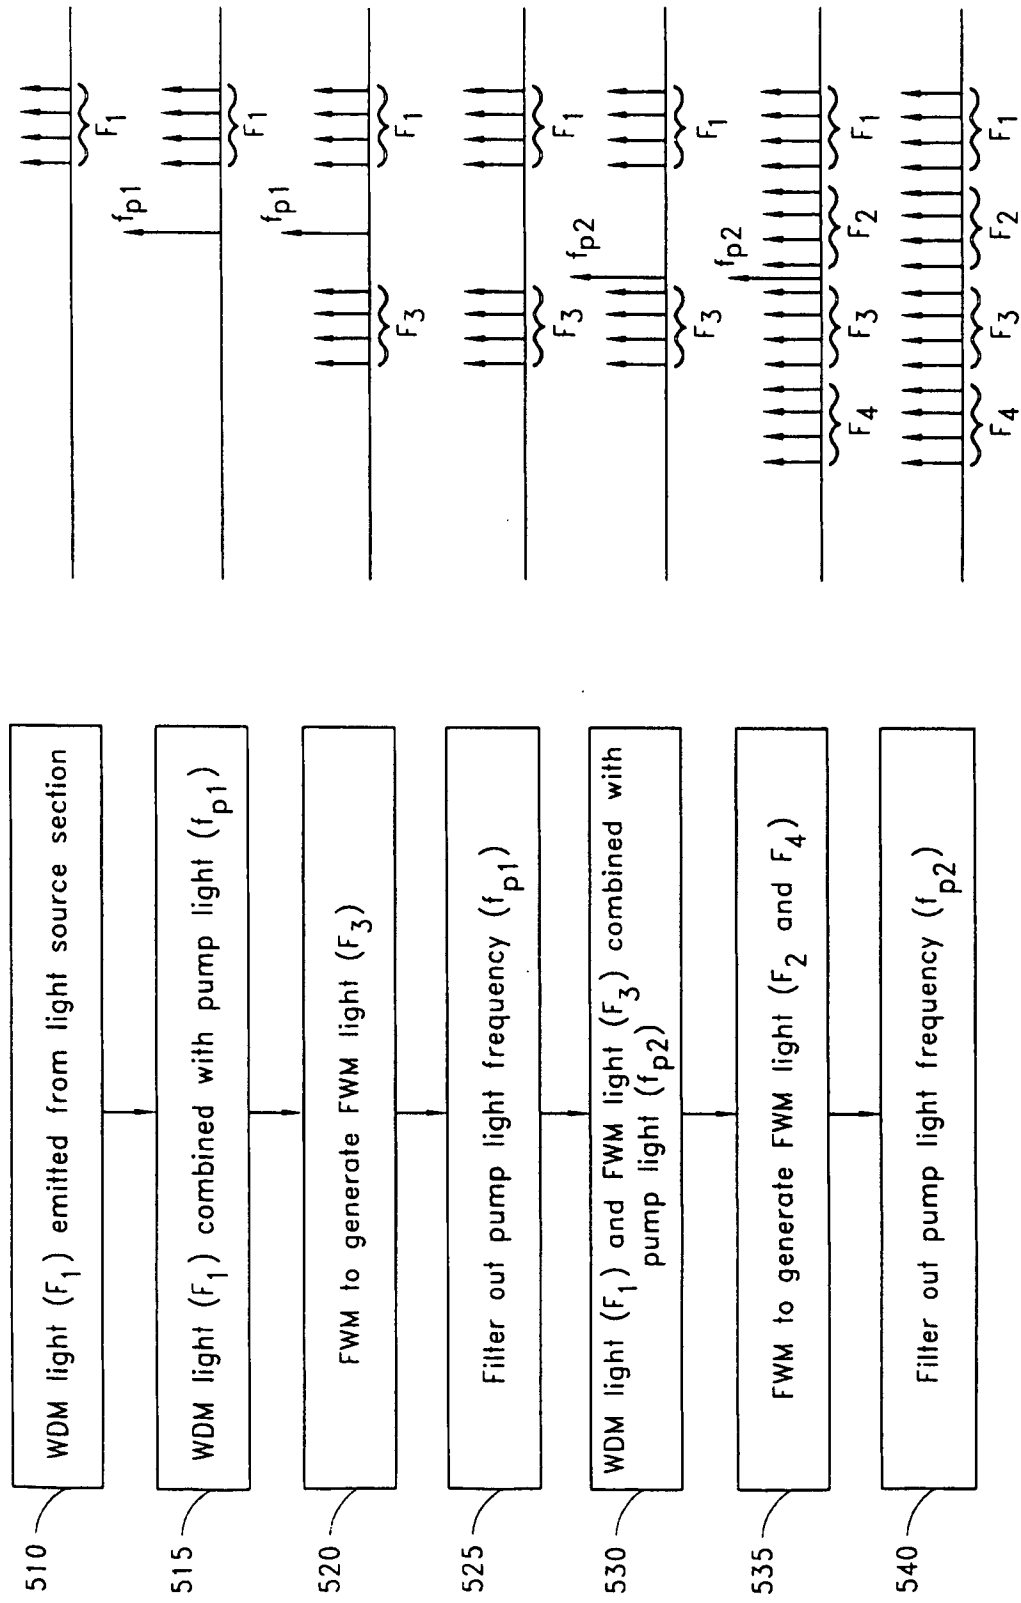 510
WDM light (F1) emitted from light source section
F1
515
WDM light (F1) combined with pump light (fp1)
fp1
F1
520
FWM to generate FWM light (F3)
F3
fp1
F1
525
Filter out pump light frequency (fp1)
F3
F1
530
WDM light (F1) and FWM light (F3) combined with
pump light (fp2)
F3
fp2
F1
535
FWM to generate FWM light (F2 and F4)
F4
F3
fp2
F2
F1
540
Filter out pump light frequency (fp2)
F4
F3
F2
F1